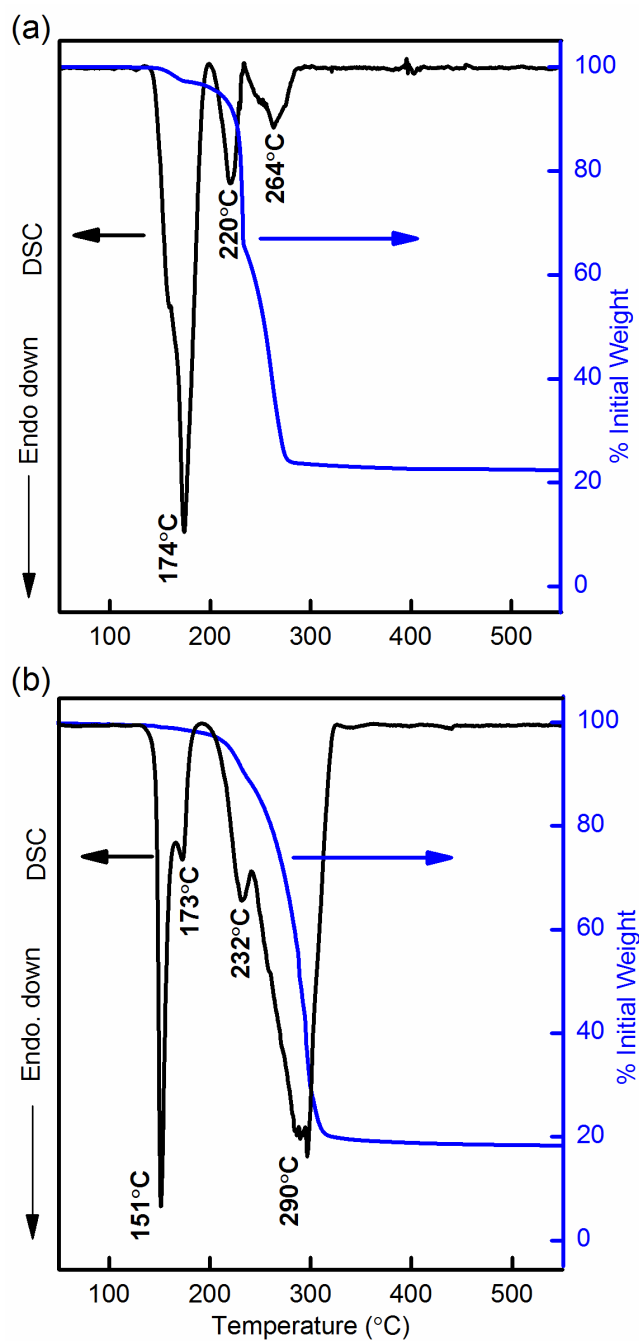 (a)
100
80
60
40
20
0
% Initial Weight
DSC
Endo down
174°C
220°C
264°C
100
200
300
400
500
(b)
100
80
60
40
20
0
% Initial Weight
DSC
Endo. down
151°C
173°C
232°C
290°C
100
200
300
400
500
Temperature (°C)